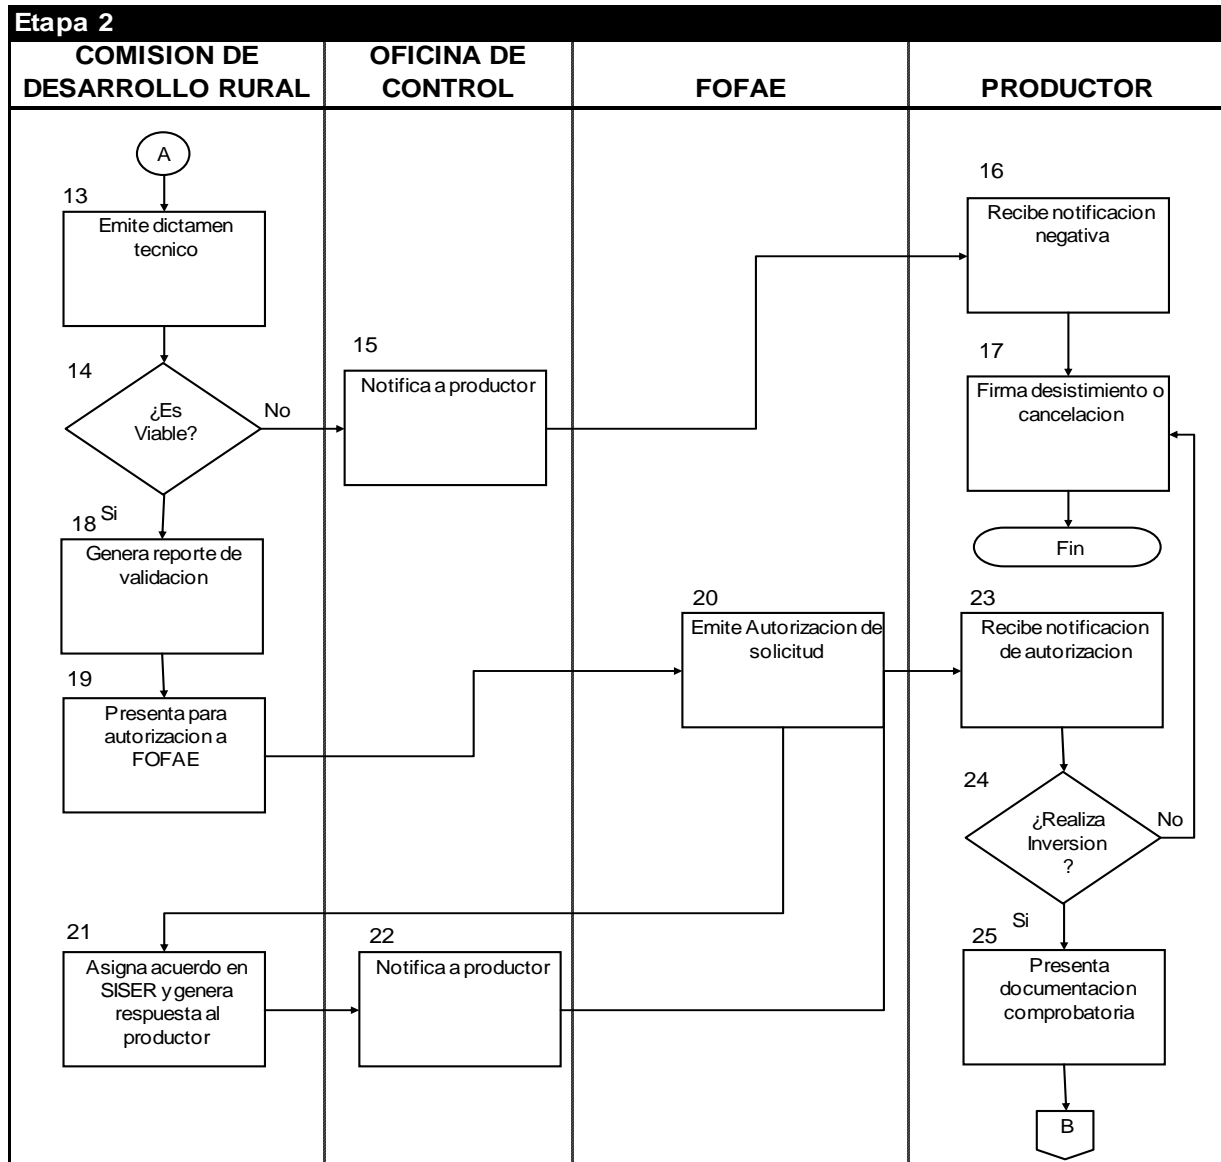 Etapa 2
COMISION DE
DESARROLLO RURAL
OFICINA DE
CONTROL
FOFAE
PRODUCTOR
A
13
Emite dictamen
tecnico
14
¿Es
Viable?
No
Si
15
Notifica a productor
16
Recibe notificacion
negativa
17
Firma desistimiento o
cancelacion
Fin
18
Genera reporte de
validacion
19
Presenta para
autorizacion a
FOFAE
20
Emite Autorizacion de
solicitud
21
Asigna acuerdo en
SISER y genera
respuesta al
productor
22
Notifica a productor
23
Recibe notificacion
de autorizacion
24
¿Realiza
Inversion
?
No
Si
25
Presenta
documentacion
comprobatoria
B